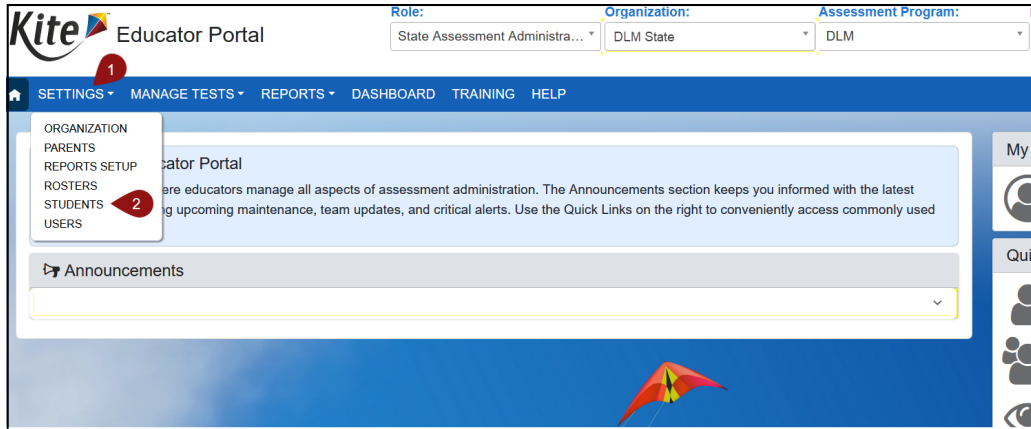 Role: Organization: Assessment Program:
Kite Educator Portal State Assessment Administra... DLM State DLM
1
SETTINGS MANAGE TESTS REPORTS DASHBOARD TRAINING HELP
ORGANIZATION
PARENTS
REPORTS SETUP
ROSTERS
STUDENTS 2
USERS
Portal
educators manage all aspects of assessment administration. The Announcements section keeps you informed with the latest
upcoming maintenance, team updates, and critical alerts. Use the Quick Links on the right to conveniently access commonly used
Announcements
My